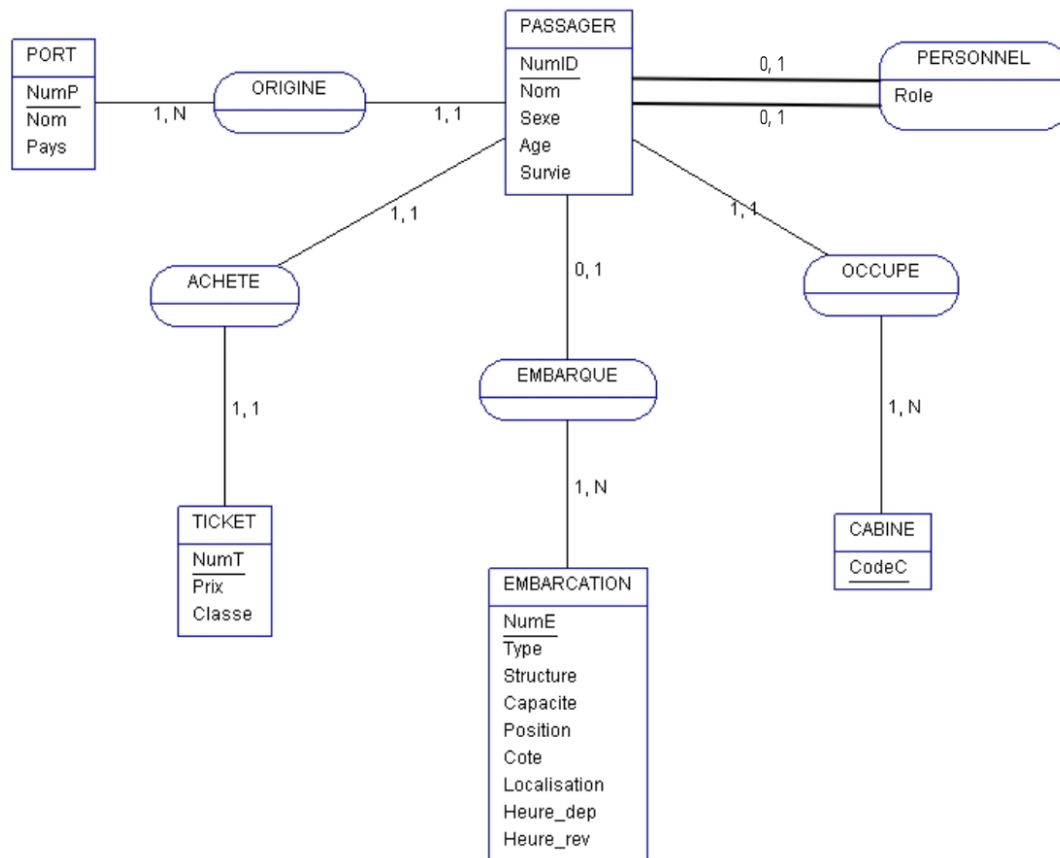 PASSAGER
NumID
Nom
Sexe
Age
Survie
PORT
NumP
Nom
Pays
1, N
ORIGINE
1, 1
0, 1
0, 1
PERSONNEL
Role
1, 1
ACHETE
1, 1
0, 1
EMBARQUE
1, N
1, 1
OCCUPE
1, N
TICKET
NumT
Prix
Classe
EMBARCATION
NumE
Type
Structure
Capacite
Position
Cote
Localisation
Heure_dep
Heure_rev
CABINE
CodeC